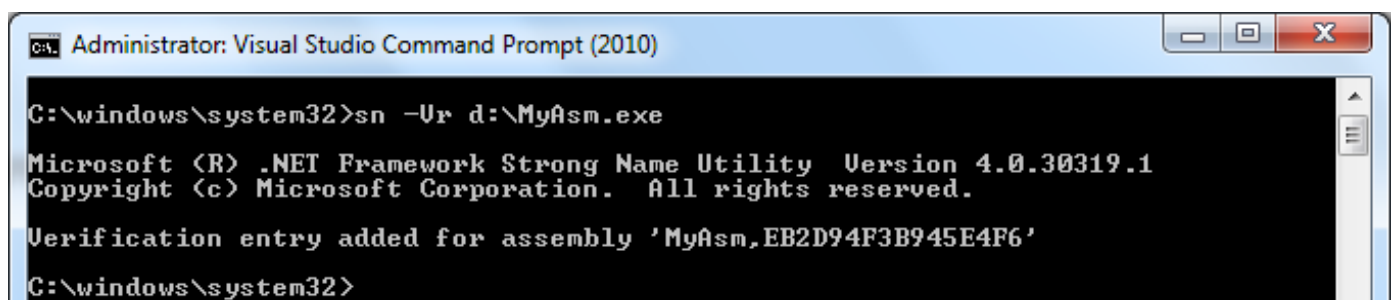 Administrator: Visual Studio Command Prompt (2010)
C:\windows\system32>sn -Vr d:\MyAsm.exe
Microsoft (R) .NET Framework Strong Name Utility  Version 4.0.30319.1
Copyright (c) Microsoft Corporation.  All rights reserved.
Verification entry added for assembly 'MyAsm,EB2D94F3B945E4F6'
C:\windows\system32>